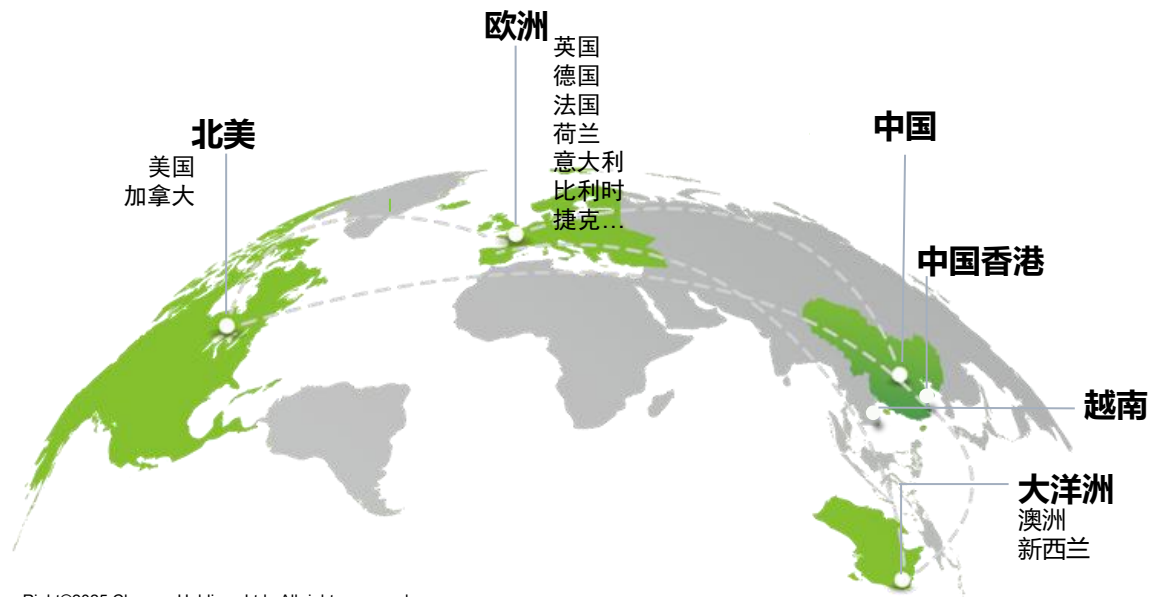 欧洲
英国
德国
法国
荷兰
意大利
比利时
捷克...
北美
美国
加拿大
中国
中国香港
越南
大洋洲
澳洲
新西兰